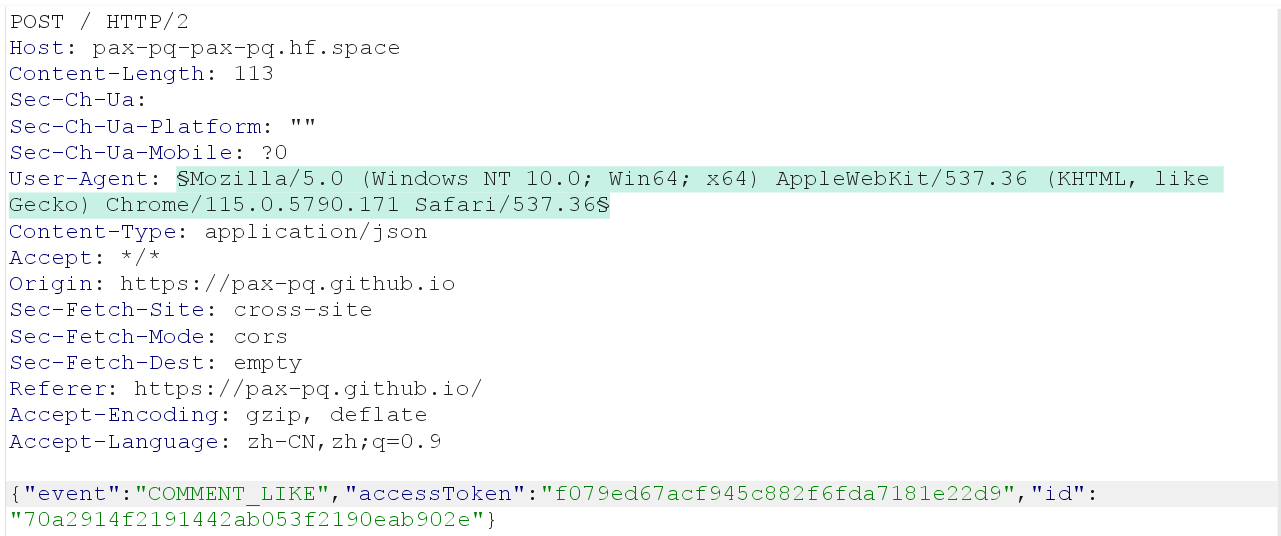 POST / HTTP/2
Host: pax-pq-pax-pq.hf.space
Content-Length: 113
Sec-Ch-Ua:
Sec-Ch-Ua-Platform: ""
Sec-Ch-Ua-Mobile: ?0
User-Agent: §Mozilla/5.0 (Windows NT 10.0; Win64; x64) AppleWebKit/537.36 (KHTML, like
Gecko) Chrome/115.0.5790.171 Safari/537.36§
Content-Type: application/json
Accept: */*
Origin: https://pax-pq.github.io
Sec-Fetch-Site: cross-site
Sec-Fetch-Mode: cors
Sec-Fetch-Dest: empty
Referer: https://pax-pq.github.io/
Accept-Encoding: gzip, deflate
Accept-Language: zh-CN,zh;q=0.9

{"event":"COMMENT_LIKE","accessToken":"f079ed67acf945c882f6fda7181e22d9","id":
"70a2914f2191442ab053f2190eab902e"}